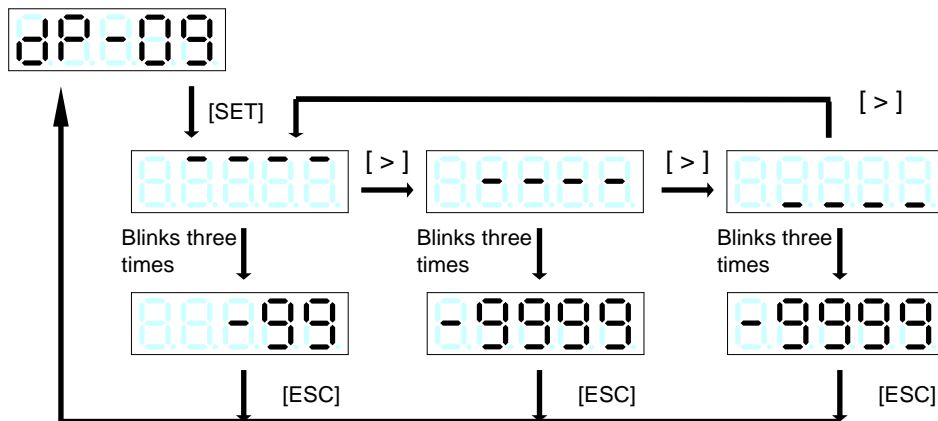 dP-09
[SET]
[ > ]
[ > ]
[ > ]
- - - -
- - - -
_ _ _ _
Blinks three
times
Blinks three
times
Blinks three
times
-99
-9999
-9999
[ESC]
[ESC]
[ESC]